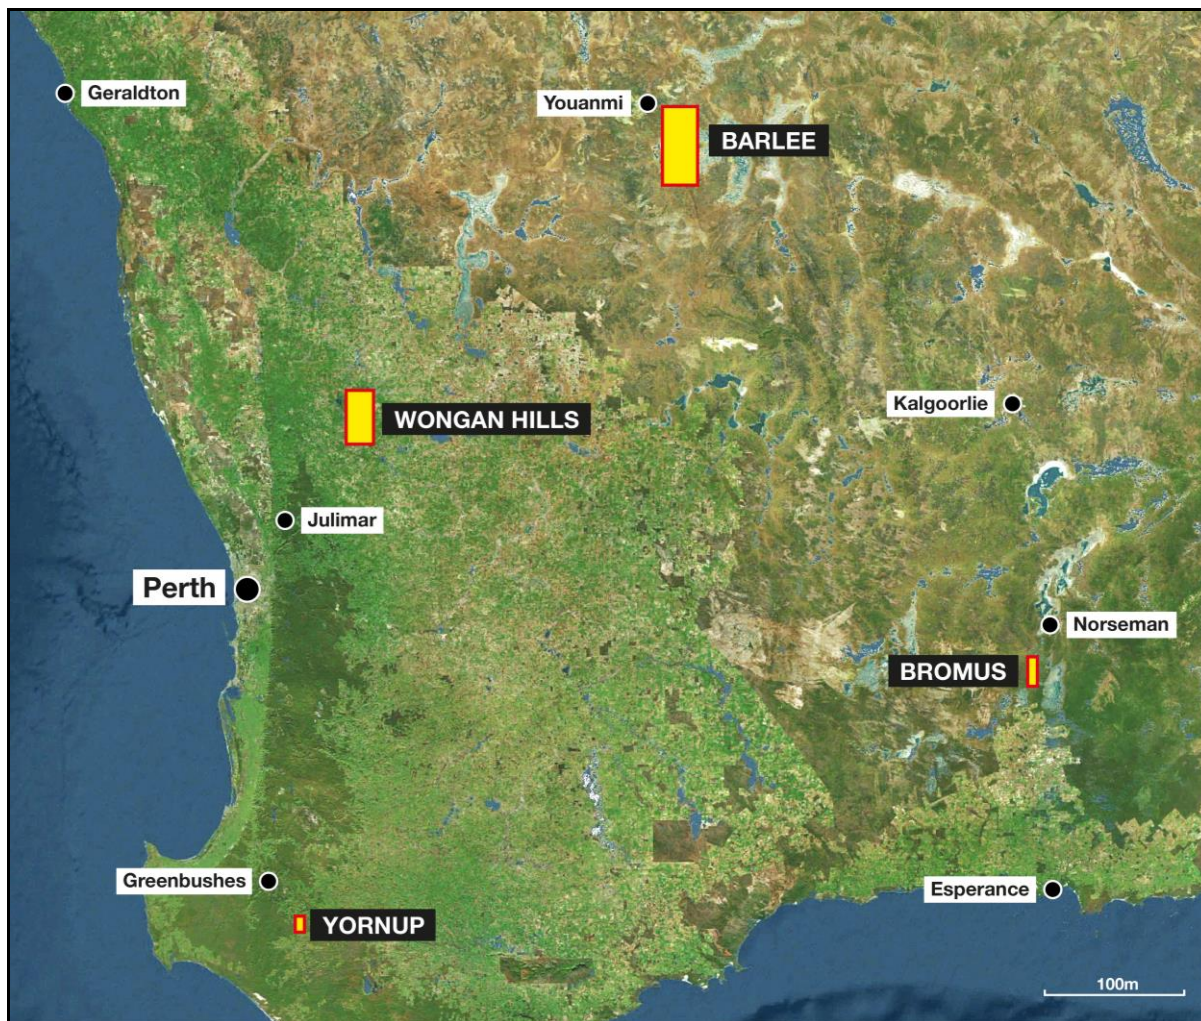 Geraldton
Youanmi
BARLEE
WONGAN HILLS
Kalgoorlie
Julimar
Perth
Norseman
BROMUS
Greenbushes
Esperance
YORNUP
100m